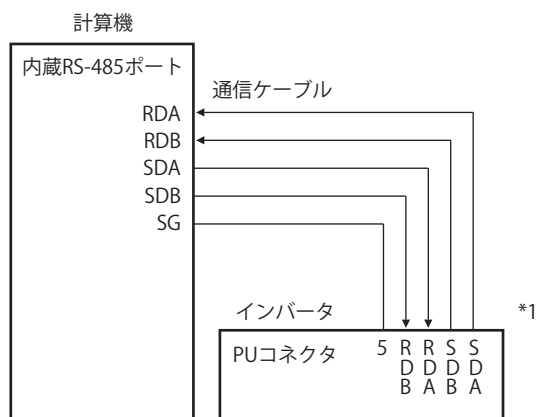 計算機
内蔵RS-485ポート
通信ケーブル
RDA
RDB
SDA
SDB
SG
インバータ
*1
PUコネクタ
5
RDB
RDA
SDB
SDA